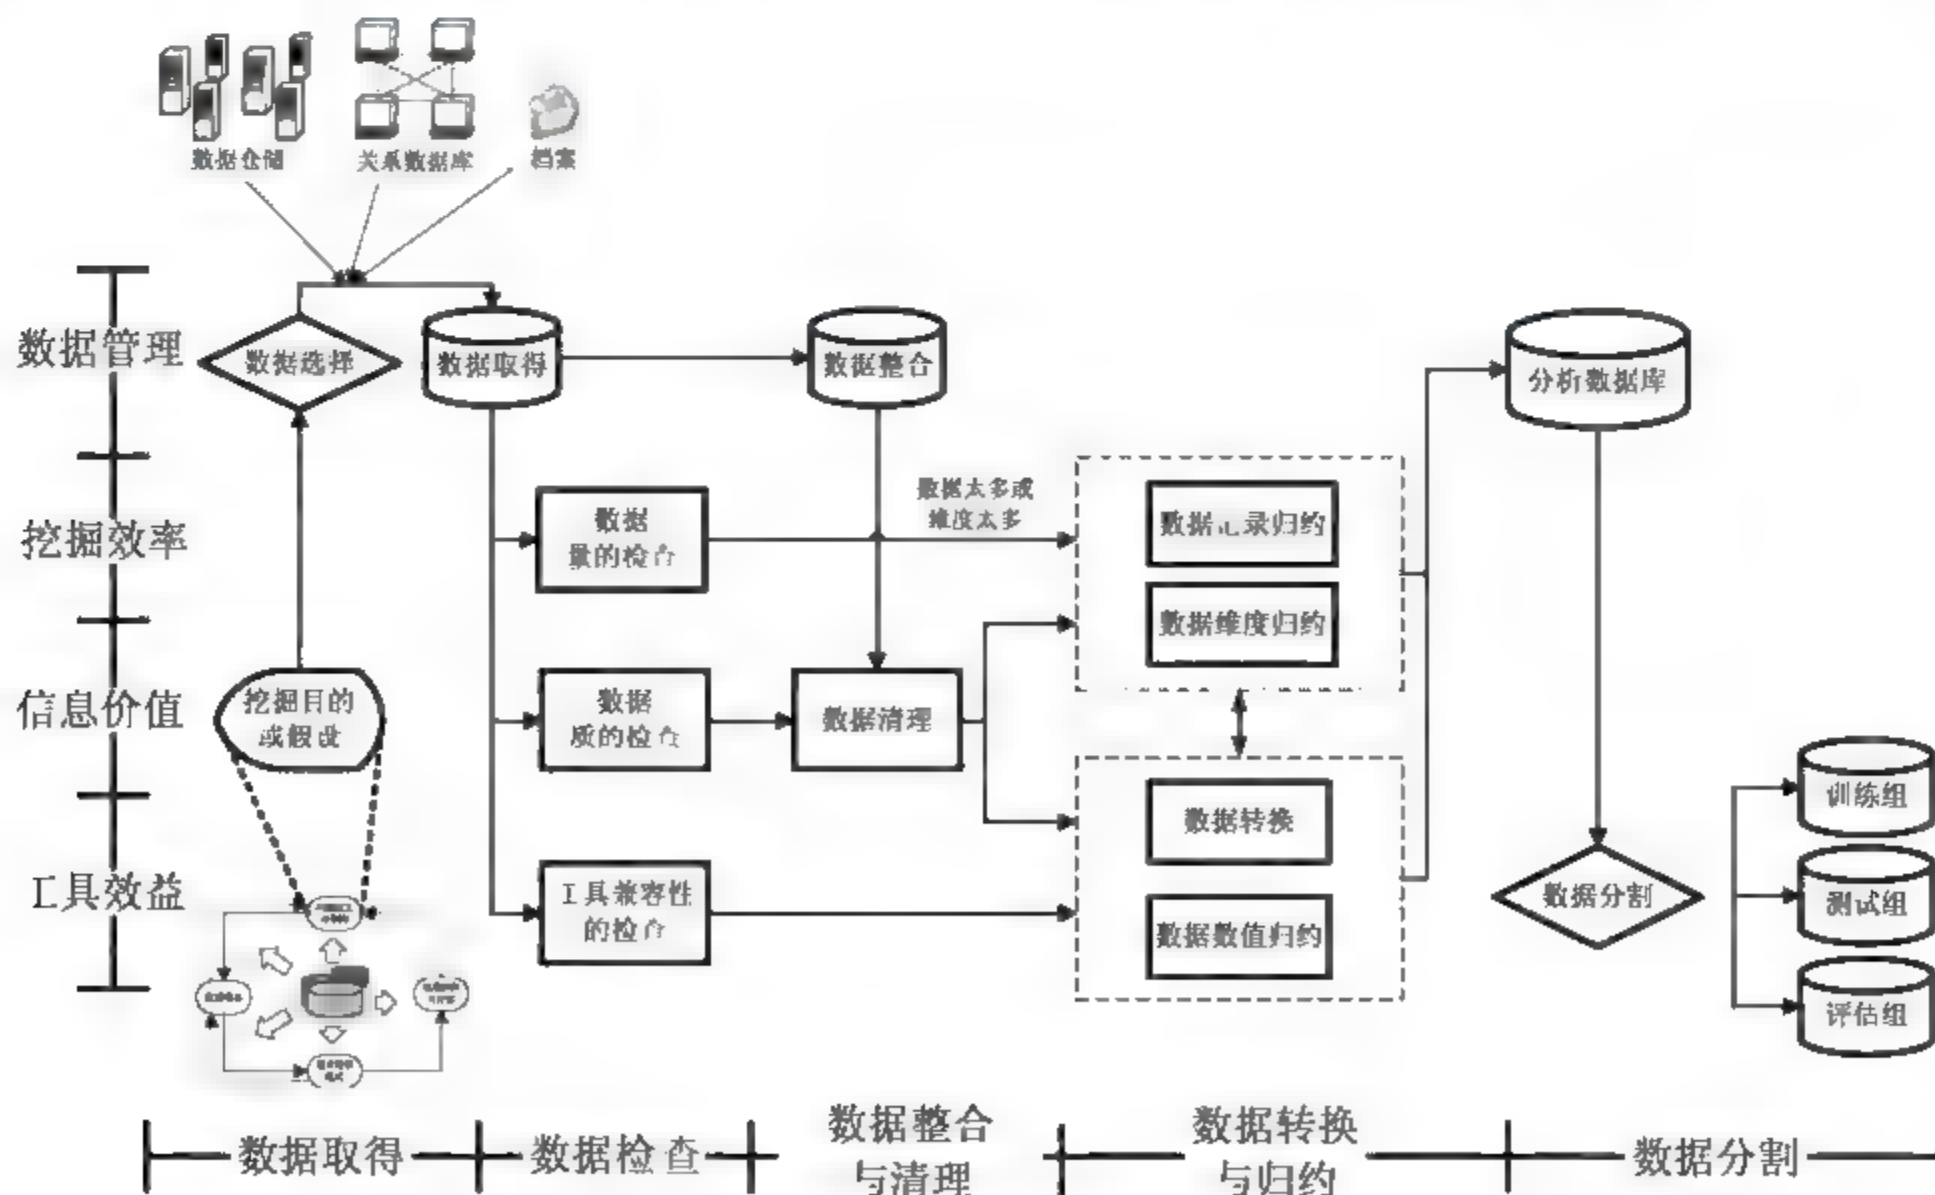 数据仓储
关系数据库
档案
数据管理
数据选择
数据取得
数据整合
分析数据库
挖掘效率
数据
量的检查
数据太多或
维度太多
数据记录归约
数据维度归约
信息价值
挖掘目的
或假设
数据
质的检查
数据清理
工具效益
工具兼容性
的检查
数据转换
数据数值归约
数据分割
训练组
测试组
评估组
数据取得
数据检查
数据整合
与清理
数据转换
与归约
数据分割